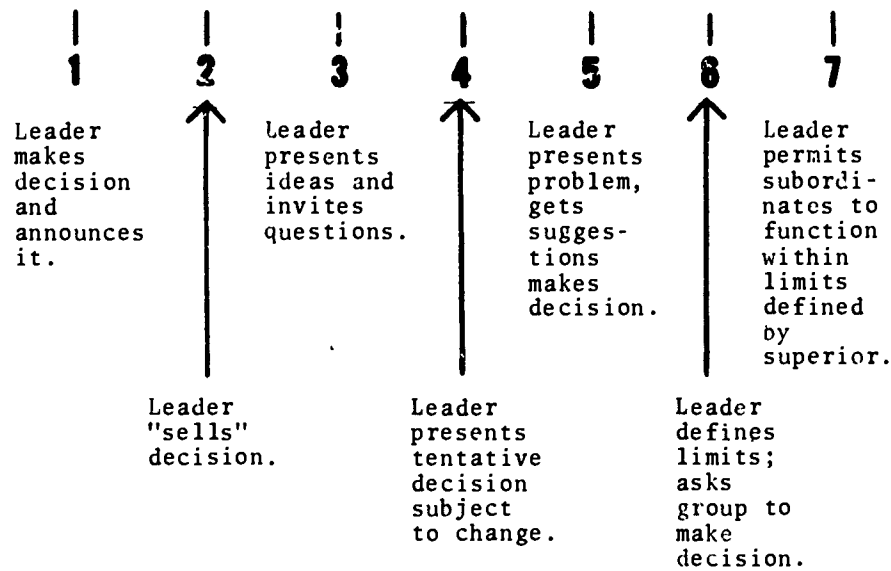 1 2 3 4 5 6 7
Leader
makes
decision
and
announces
it.
Leader
"sells"
decision.
Leader
presents
ideas and
invites
questions.
Leader
presents
tentative
decision
subject
to change.
Leader
presents
problem,
gets
sugges-
tions
makes
decision.
Leader
defines
limits;
asks
group to
make
decision.
Leader
permits
subordi-
nates to
function
within
limits
defined
by
superior.